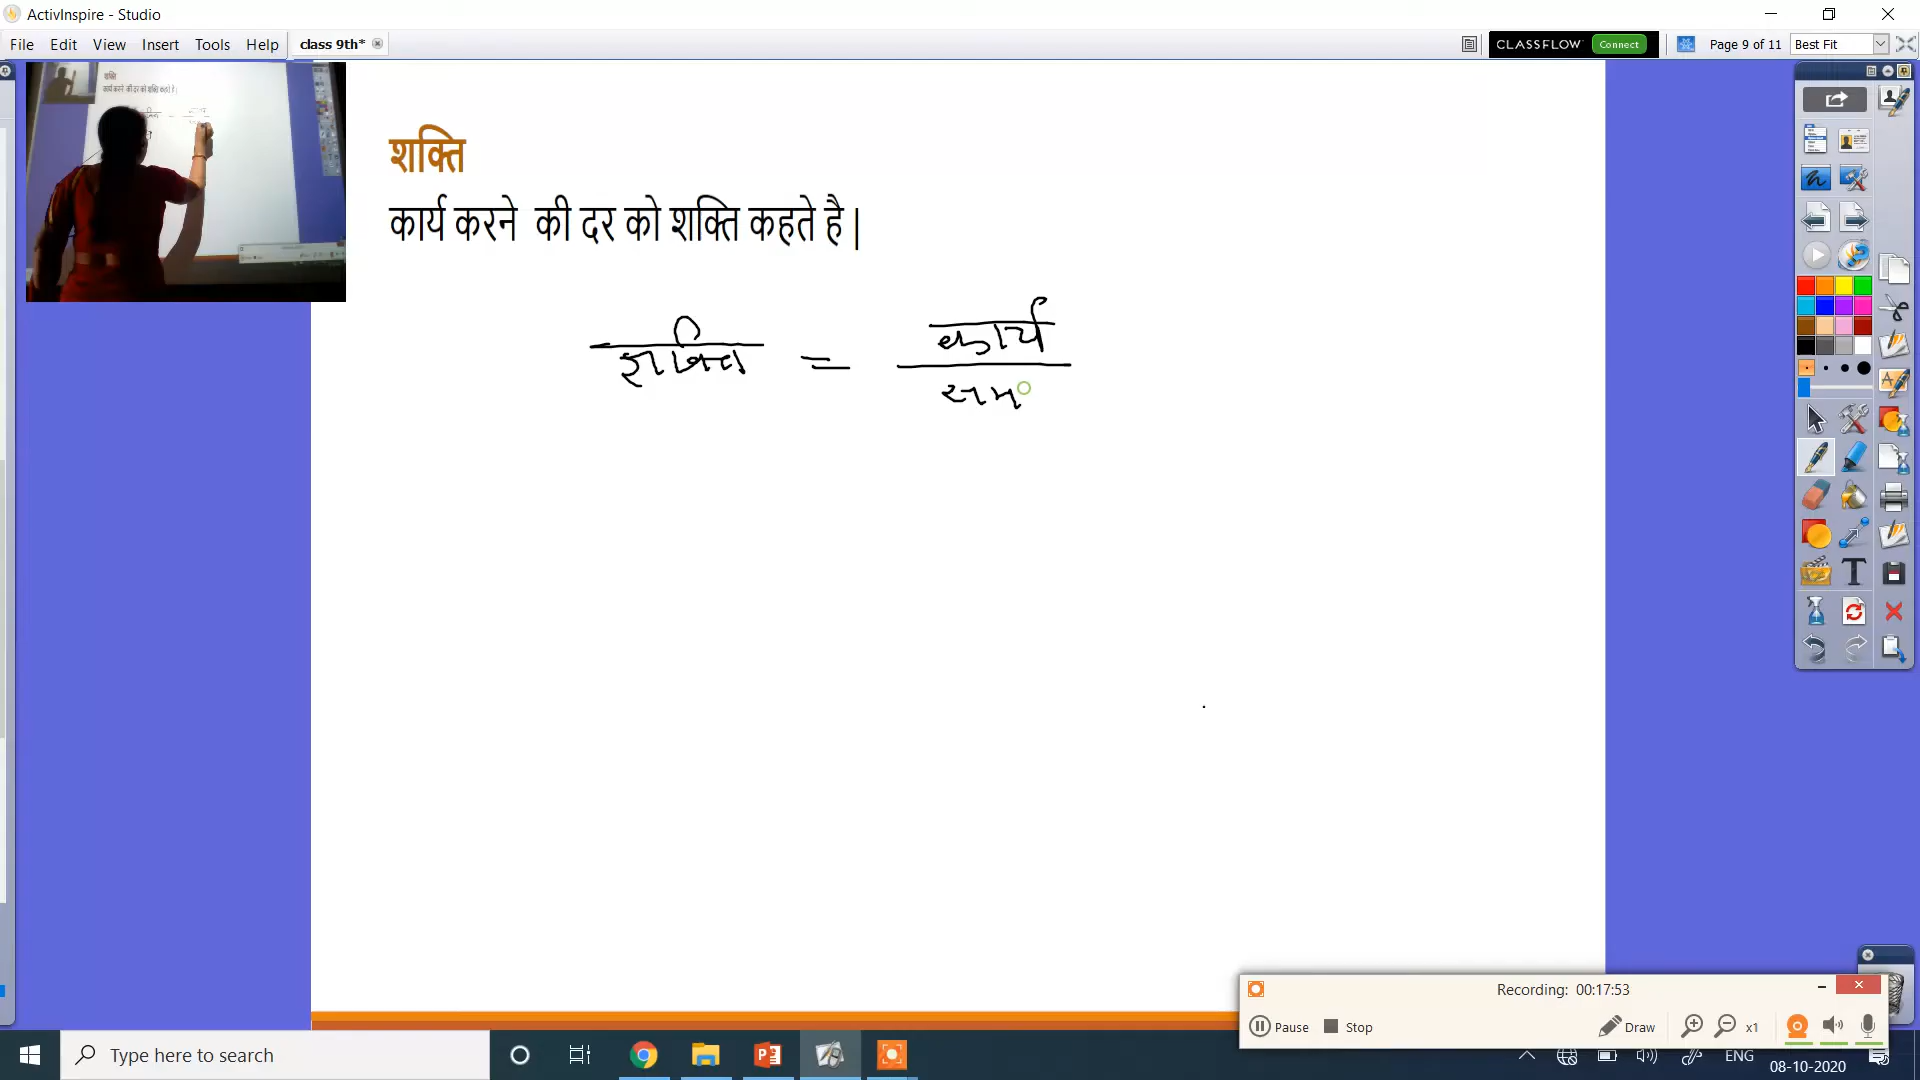 ActivInspire - Studio
File Edit View Insert Tools Help class 9th*
CLASSFLOW Connect Page 9 of 11 Best Fit
शक्ति
कार्य करने की दर को शक्ति कहते है |
शक्ति = कार्य
सम
Recording: 00:17:53
Pause Stop Draw x1
Type here to search
ENG
08-10-2020